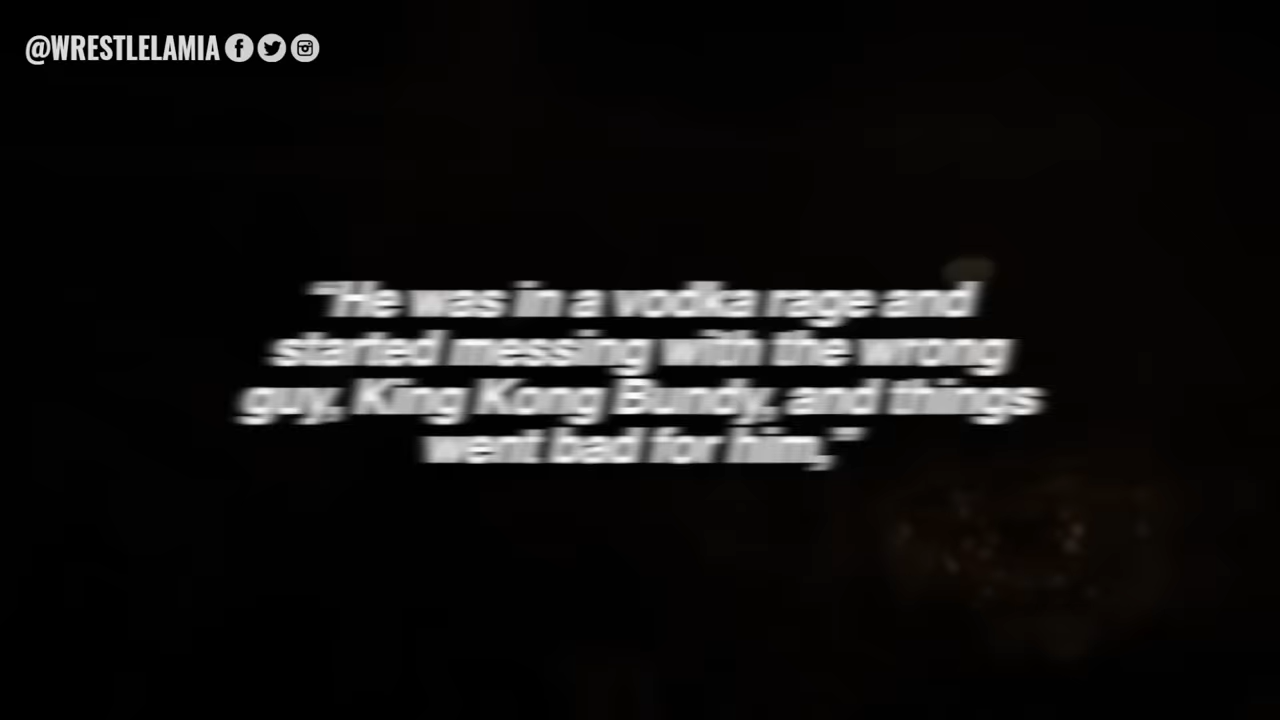 @WRESTLELAMIA
"He was in a vodka rage and
started messing with the wrong
guy, King Kong Bundy, and things
went bad for him,"